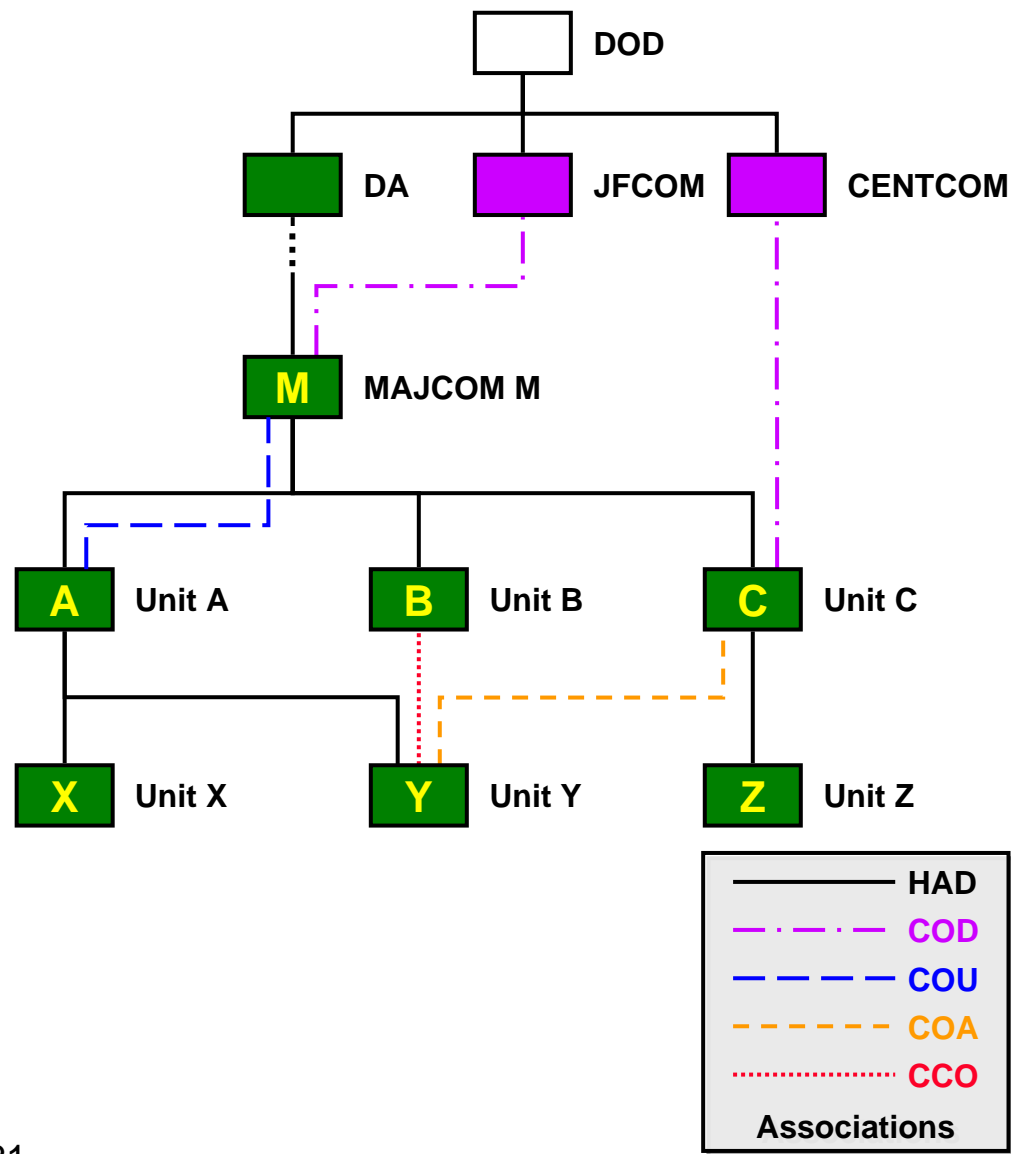 DOD
DA
JFCOM
CENTCOM
M
MAJCOM M
A
Unit A
B
Unit B
C
Unit C
X
Unit X
Y
Unit Y
Z
Unit Z
HAD
COD
COU
COA
CCO
Associations